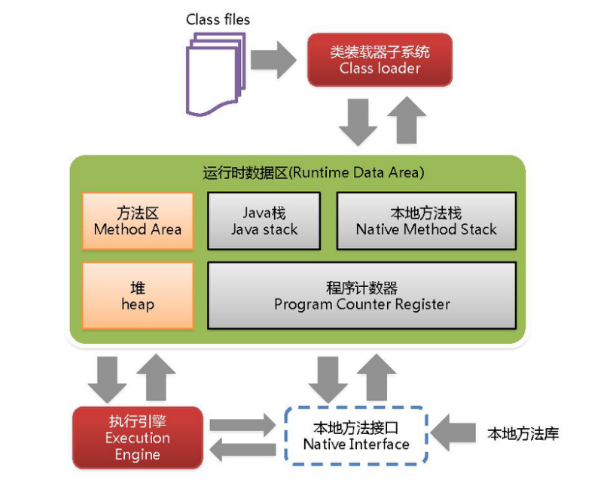 Class files
类装载器子系统
Class loader
运行时数据区(Runtime Data Area)
方法区
Method Area
Java栈
Java stack
本地方法栈
Native Method Stack
堆
heap
程序计数器
Program Counter Register
执行引擎
Execution
Engine
本地方法接口
Native Interface
本地方法库